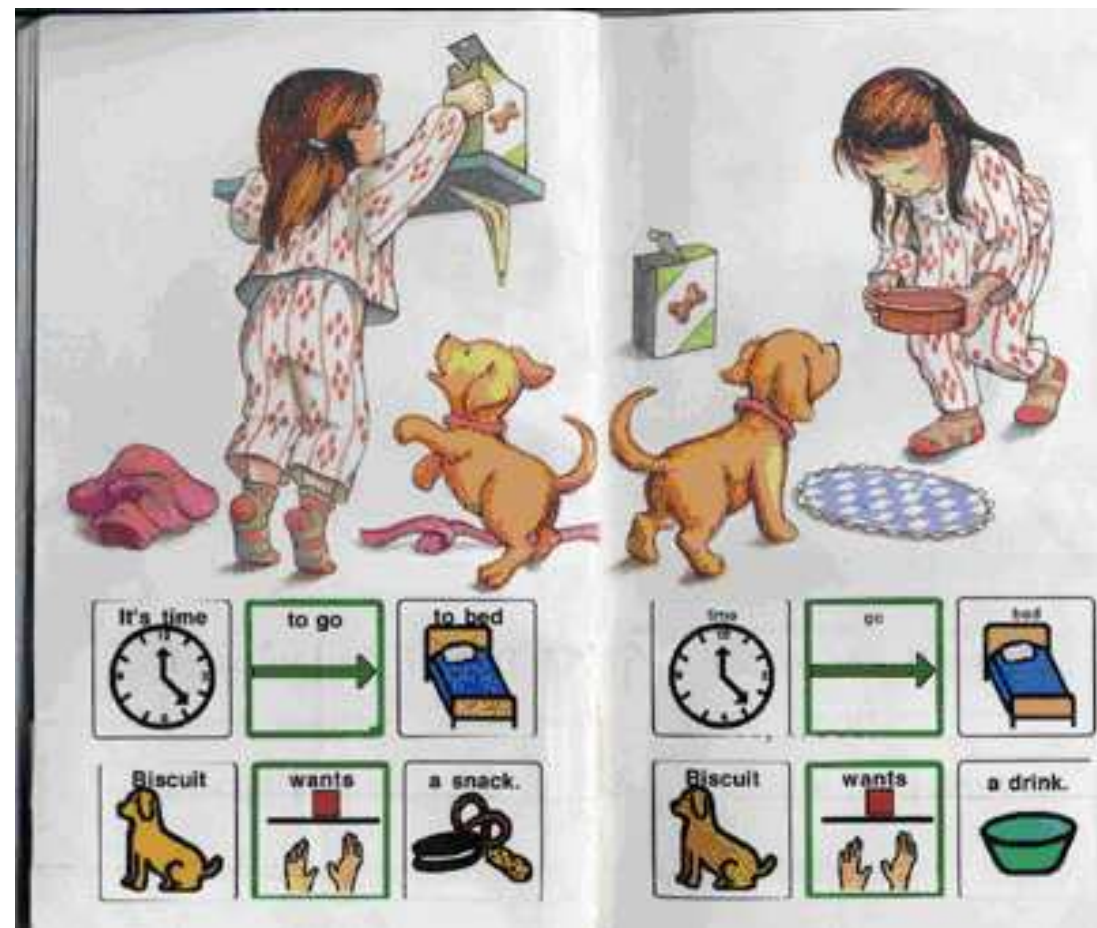 It's time to go to bed
Biscuit wants a snack.
time go bed
Biscuit wants a drink.